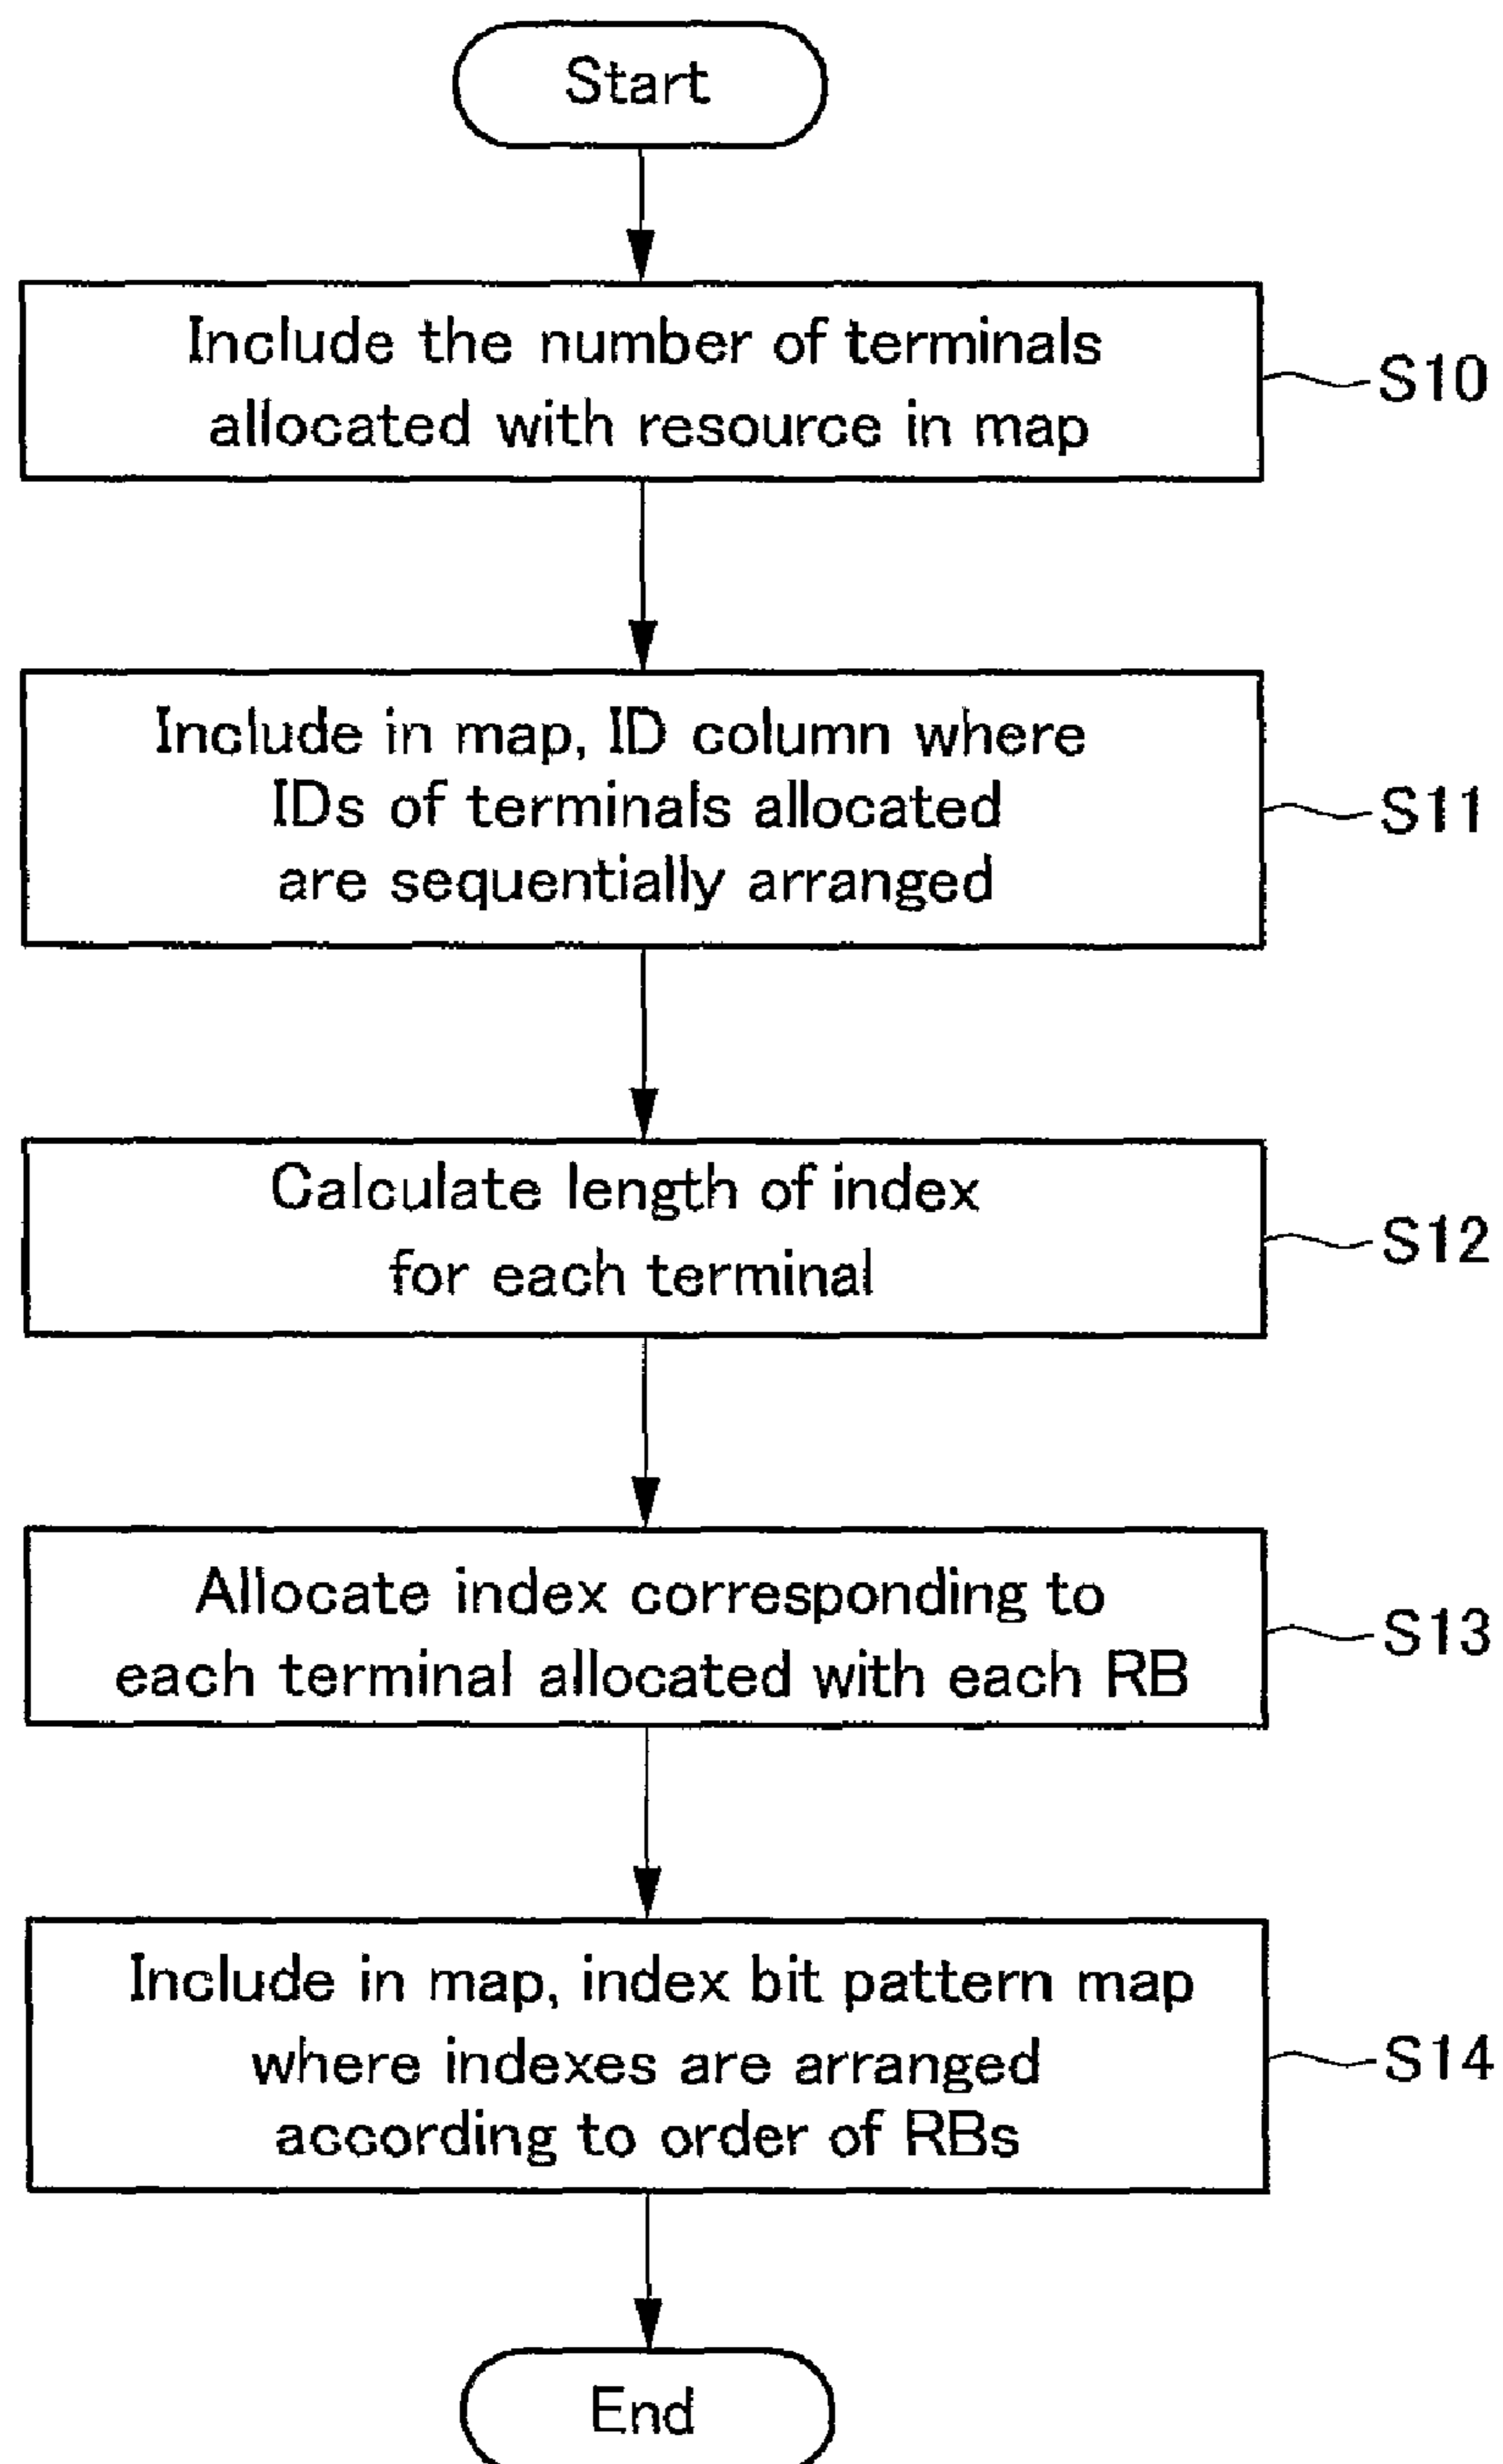 Start
Include the number of terminals
allocated with resource in map
S10
Include in map, ID column where
IDs of terminals allocated
are sequentially arranged
S11
Calculate length of index
for each terminal
S12
Allocate index corresponding to
each terminal allocated with each RB
S13
Include in map, index bit pattern map
where indexes are arranged
according to order of RBs
S14
End